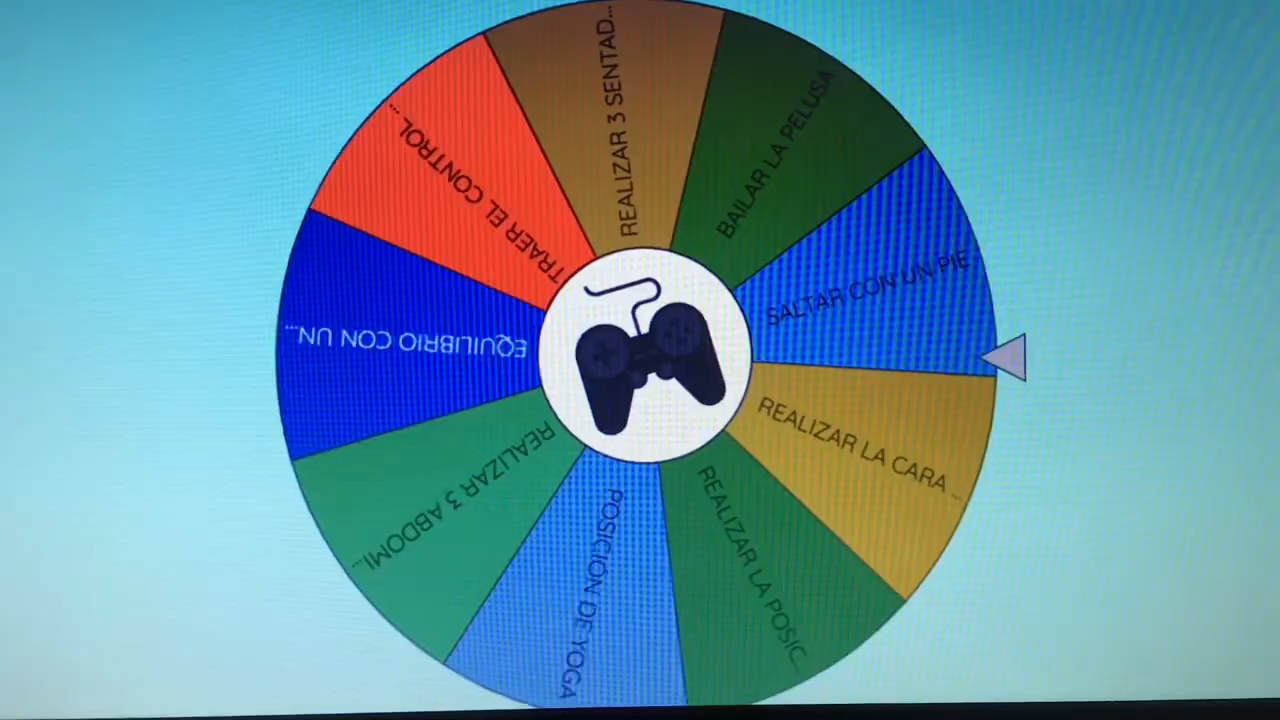 REALIZAR 3 SENTAD...
BAILAR LA PELUSA
SALTAR CON UN PIE
REALIZAR LA CARA ...
REALIZAR LA POSIC...
POSICIÓN DE YOGA
REALIZAR 3 ABDOMI...
EQUILIBRIO CON UN...
TRAER EL CONTROL ...